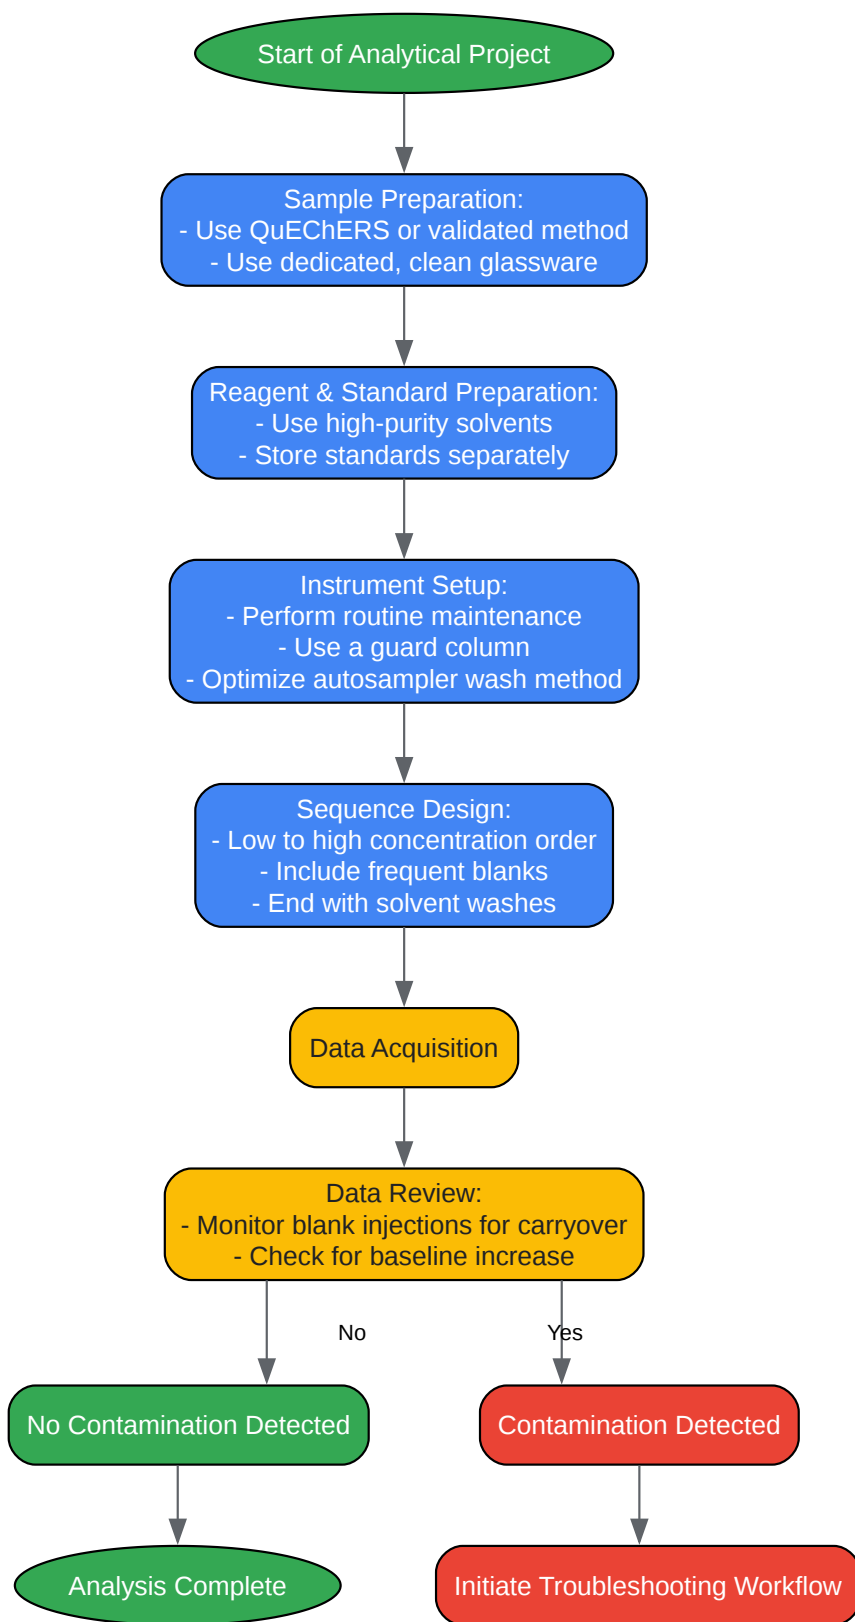 Start of Analytical Project
Sample Preparation:
- Use QuEChERS or validated method
- Use dedicated, clean glassware
Reagent & Standard Preparation:
- Use high-purity solvents
- Store standards separately
Instrument Setup:
- Perform routine maintenance
- Use a guard column
- Optimize autosampler wash method
Sequence Design:
- Low to high concentration order
- Include frequent blanks
- End with solvent washes
Data Acquisition
Data Review:
- Monitor blank injections for carryover
- Check for baseline increase
No
Yes
No Contamination Detected
Contamination Detected
Analysis Complete
Initiate Troubleshooting Workflow